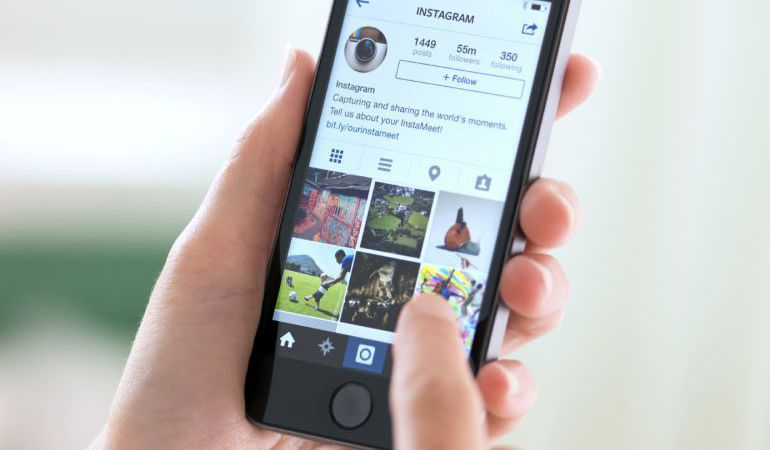 INSTAGRAM
1449 55m 350
posts followers following
+ Follow
Instagram
Capturing and sharing the world's moments.
Tell us about your InstaMeet!
bit.ly/ourinstameet